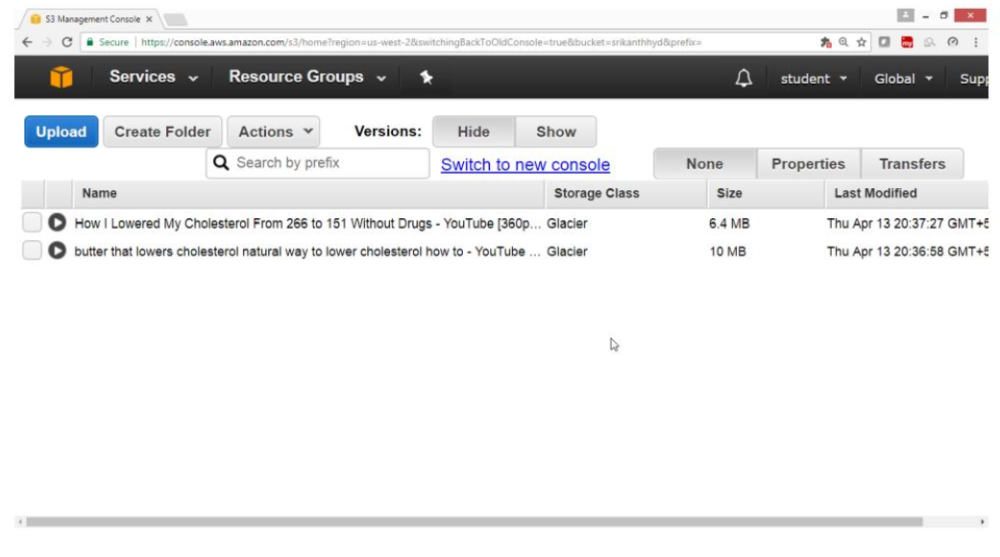 S3 Management Console
Secure https://console.aws.amazon.com/s3/home?region=us-west-2&switchingBackToOldConsole=true&bucket=srikanthhyd&prefix=
Services Resource Groups student Global Supp
Upload Create Folder Actions Versions: Hide Show
Search by prefix Switch to new console None Properties Transfers
Name Storage Class Size Last Modified
How I Lowered My Cholesterol From 266 to 151 Without Drugs - YouTube [360p... Glacier 6.4 MB Thu Apr 13 20:37:27 GMT+5
butter that lowers cholesterol natural way to lower cholesterol how to - YouTube ... Glacier 10 MB Thu Apr 13 20:36:58 GMT+5